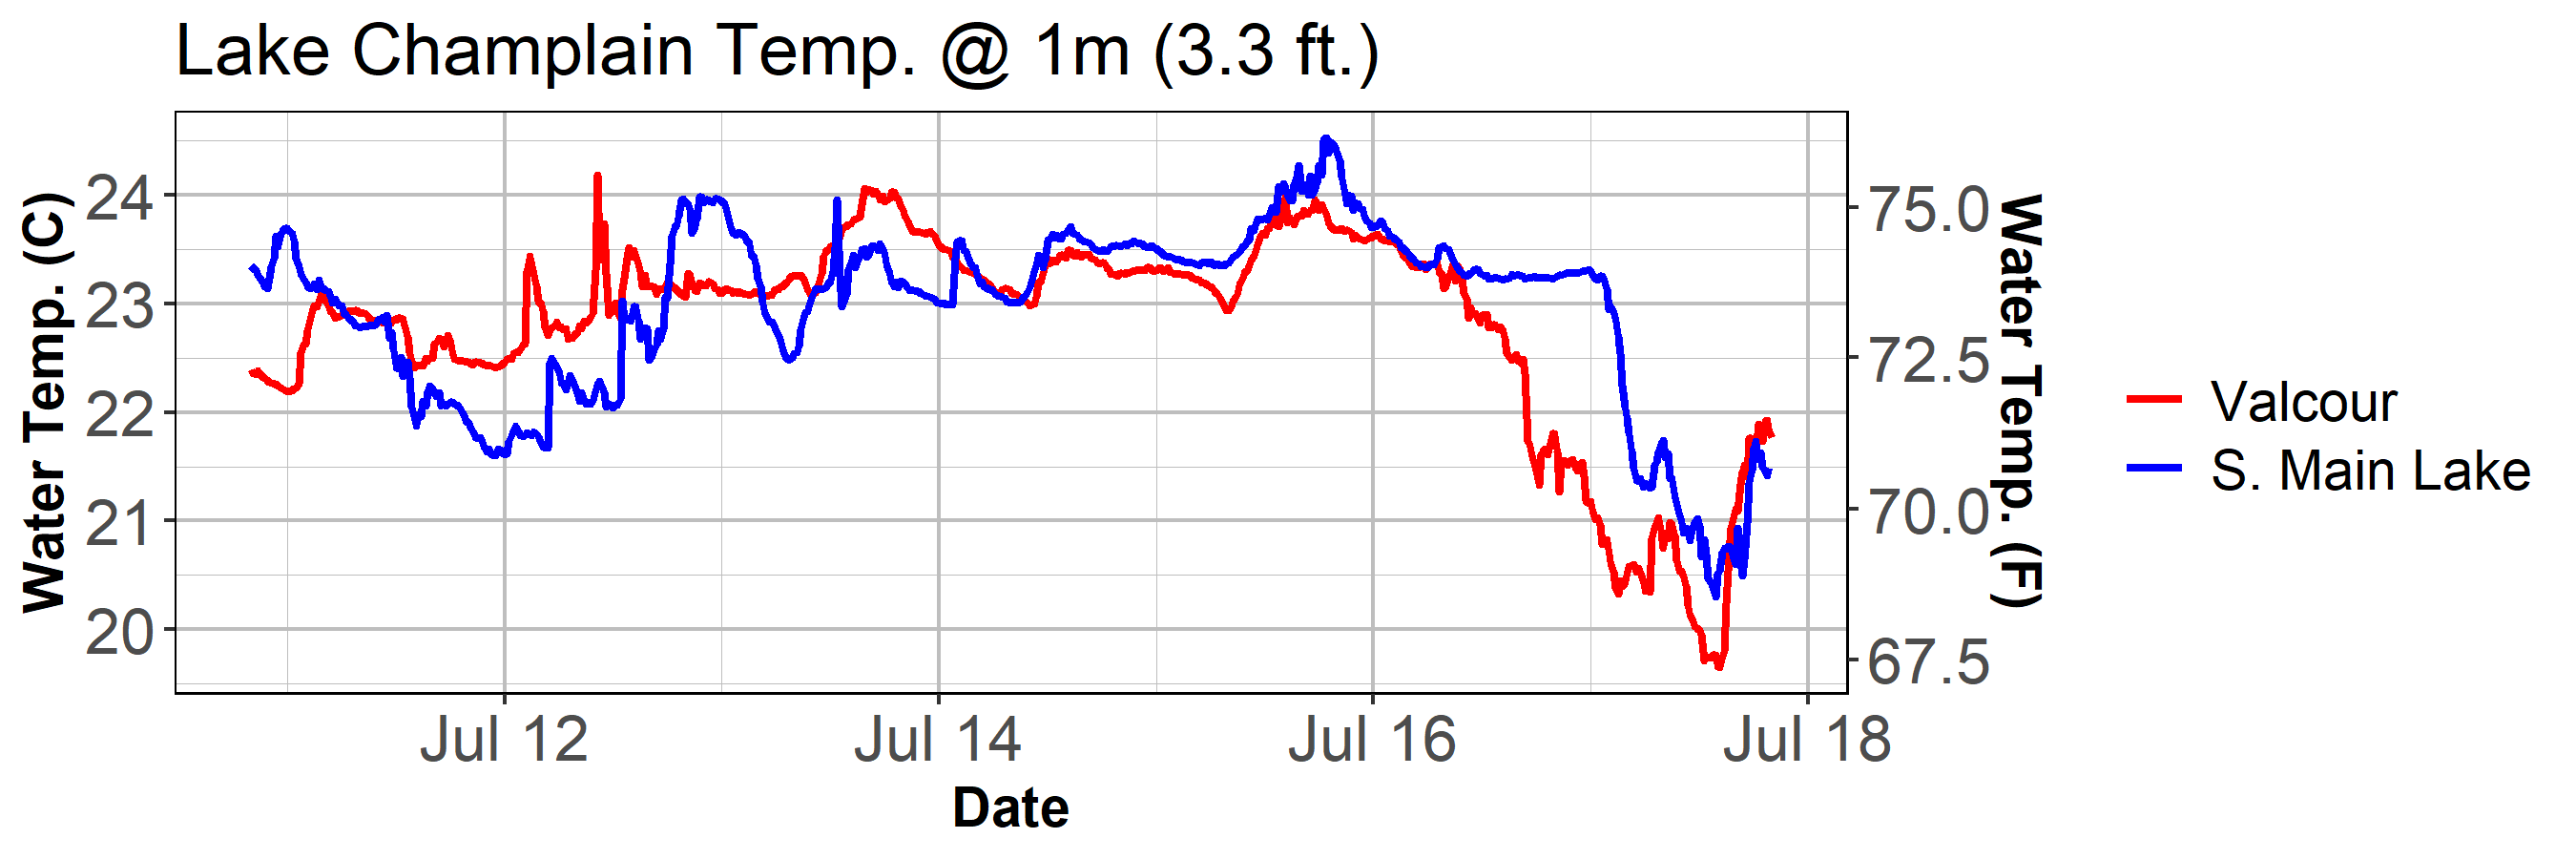 Lake Champlain Temp. @ 1m (3.3 ft.)
Water Temp. (C)
24
23
22
21
20
75.0
72.5
70.0
67.5
Water Temp. (F)
Jul 12
Jul 14
Jul 16
Jul 18
Date
Valcour
S. Main Lake